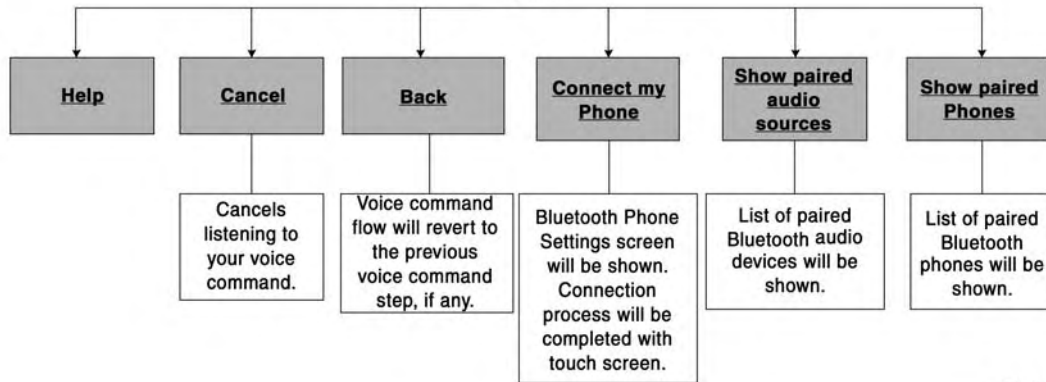 Help
Cancel
Back
Connect my
Phone
Show paired
audio
sources
Show paired
Phones
Cancels
listening to
your voice
command.
Voice command
flow will revert to
the previous
voice command
step, if any.
Bluetooth Phone
Settings screen
will be shown.
Connection
process will be
completed with
touch screen.
List of paired
Bluetooth audio
devices will be
shown.
List of paired
Bluetooth
phones will be
shown.